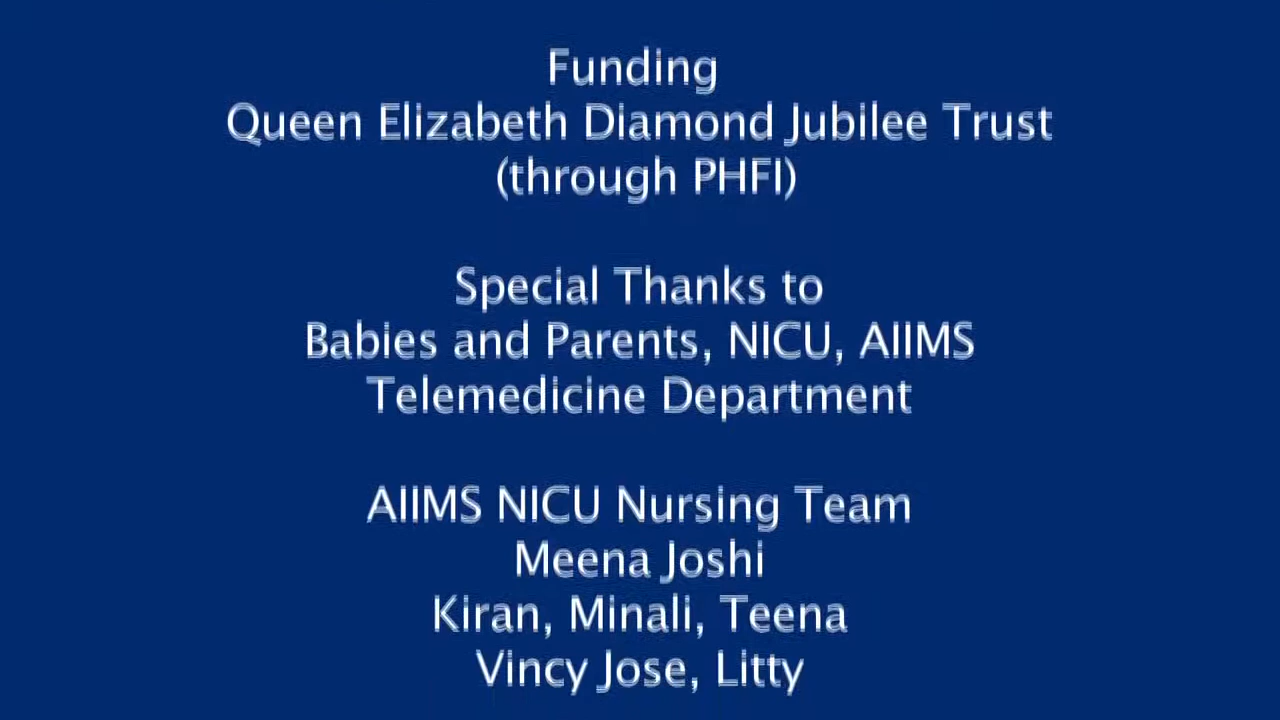 Funding
Queen Elizabeth Diamond Jubilee Trust
(through PHFI)
Special Thanks to
Babies and Parents, NICU, AIIMS
Telemedicine Department
AIIMS NICU Nursing Team
Meena Joshi
Kiran, Minali, Teena
Vincy Jose, Litty